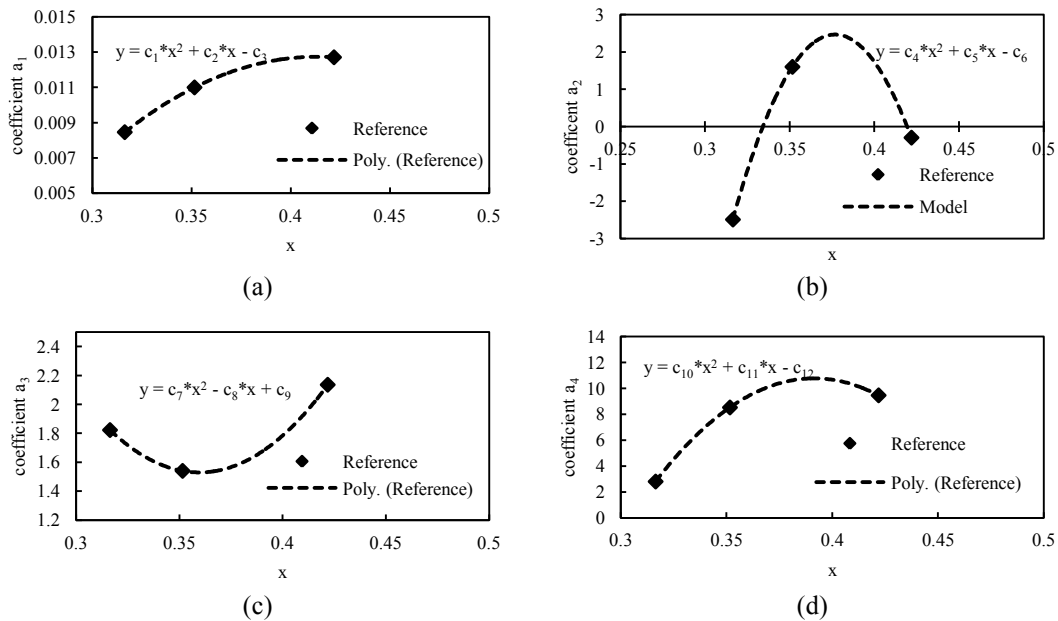 0.015
0.013
0.011
0.009
0.007
0.005
coefficient a₁
y = c₁*x² + c₂*x - c₃
Reference
Poly. (Reference)
0.3
0.35
0.4
0.45
0.5
x
(a)
3
2
1
0
-1
-2
-3
coefficent a₂
y = c₄*x² + c₅*x - c₆
0.25
0.3
0.35
0.4
0.45
0.5
Reference
Model
x
(b)
2.4
2.2
2
1.8
1.6
1.4
1.2
coefficient a₃
y = c₇*x² - c₈*x + c₉
Reference
Poly. (Reference)
0.3
0.35
0.4
0.45
0.5
x
(c)
14
12
10
8
6
4
2
0
coefficient a₄
y = c₁₀*x² + c₁₁*x - c₁₂
Reference
Poly. (Reference)
0.3
0.35
0.4
0.45
0.5
x
(d)